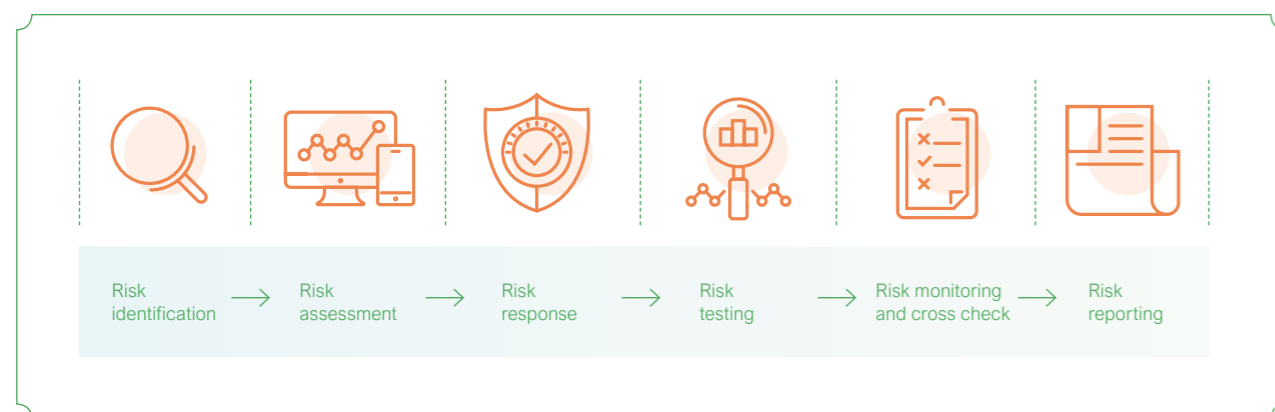 Risk
identification
Risk
assessment
Risk
response
Risk
testing
Risk monitoring
and cross check
Risk
reporting